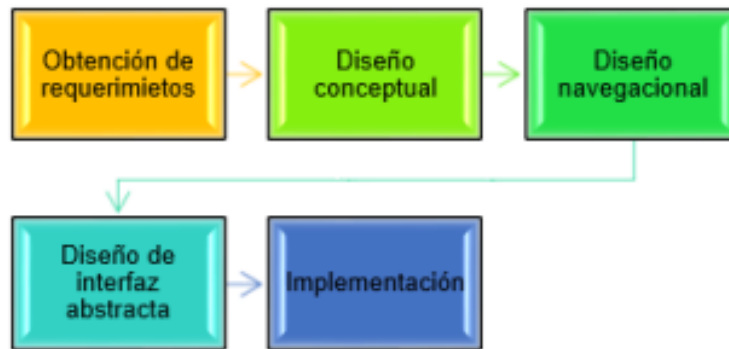 Obtención de
requerimietos
Diseño
conceptual
Diseño
navegacional
Diseño de
interfaz
abstracta
Implementación